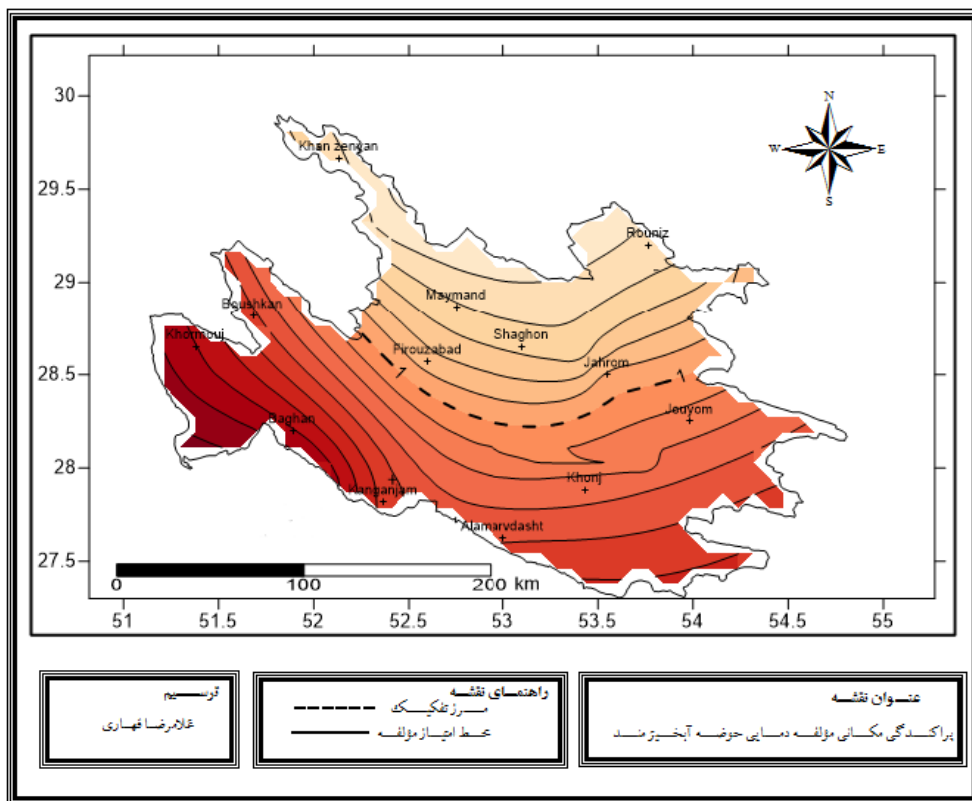 N
W E
S
30
29.5
29
28.5
28
27.5
Khan zenyan
Rouniz
Maymand
Boushkan
Shaghon
Khormouj
Pirouzabad
Jahrom
1
1
Jouyom
Baghan
Khonj
Kanganjam
Alamarvdasht
0 100 200 km
51 51.5 52 52.5 53 53.5 54 54.5 55
عنوان نقشه
پراکندگی مکانی مؤلفه دمایی حوضه آبخیز مند
راهنمای نقشه
مرز تفکیک
خط امتیاز مؤلفه
ترسیم
غلامرضا قهاری